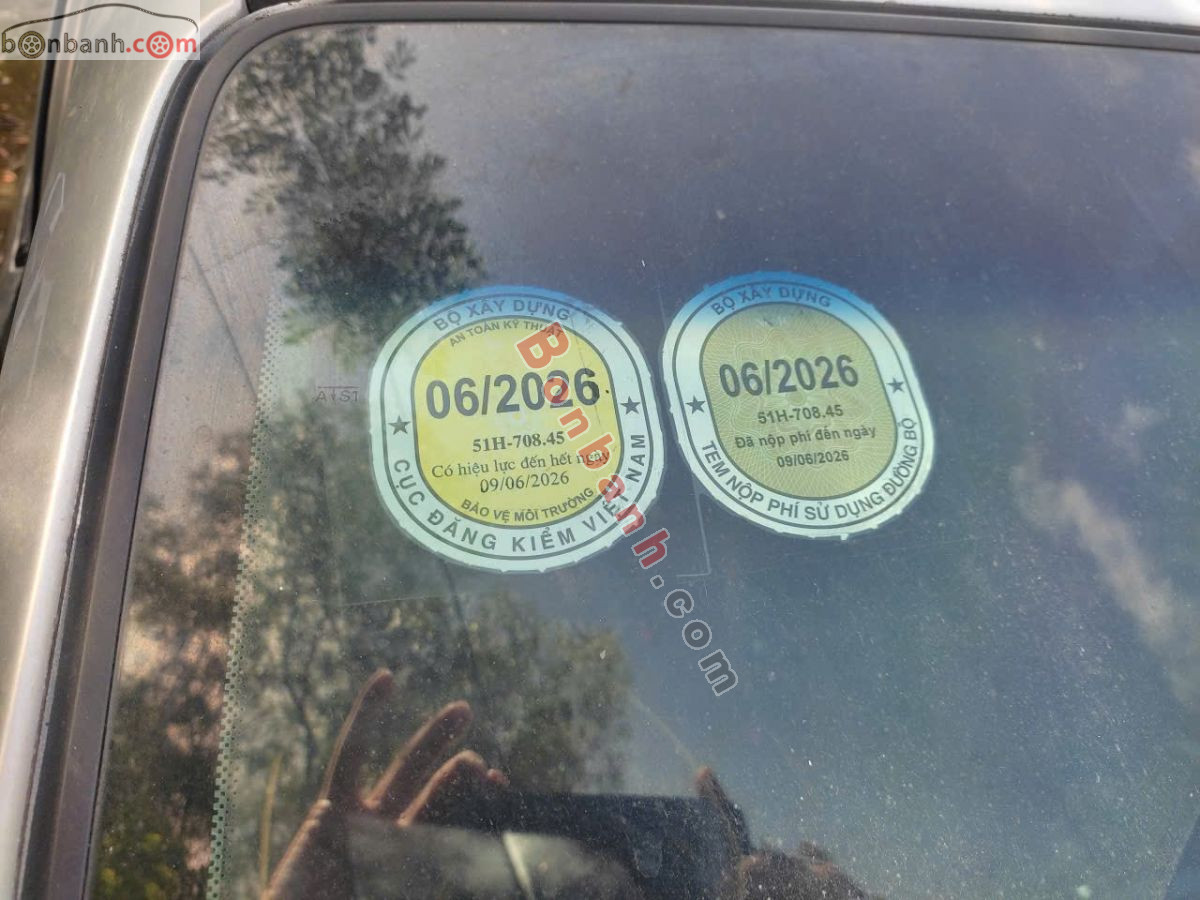 bonbanh.com
BỘ XÂY DỰNG
AN TOÀN KỸ THUẬT
06/2026
51H-708.45
Có hiệu lực đến hết ngày
09/06/2026
BẢO VỆ MÔI TRƯỜNG
CỤC ĐĂNG KIỂM VIỆT NAM
BỘ XÂY DỰNG
06/2026
51H-708.45
Đã nộp phí đến ngày
09/06/2026
TEM NỘP PHÍ SỬ DỤNG ĐƯỜNG BỘ
Bonbanh.com